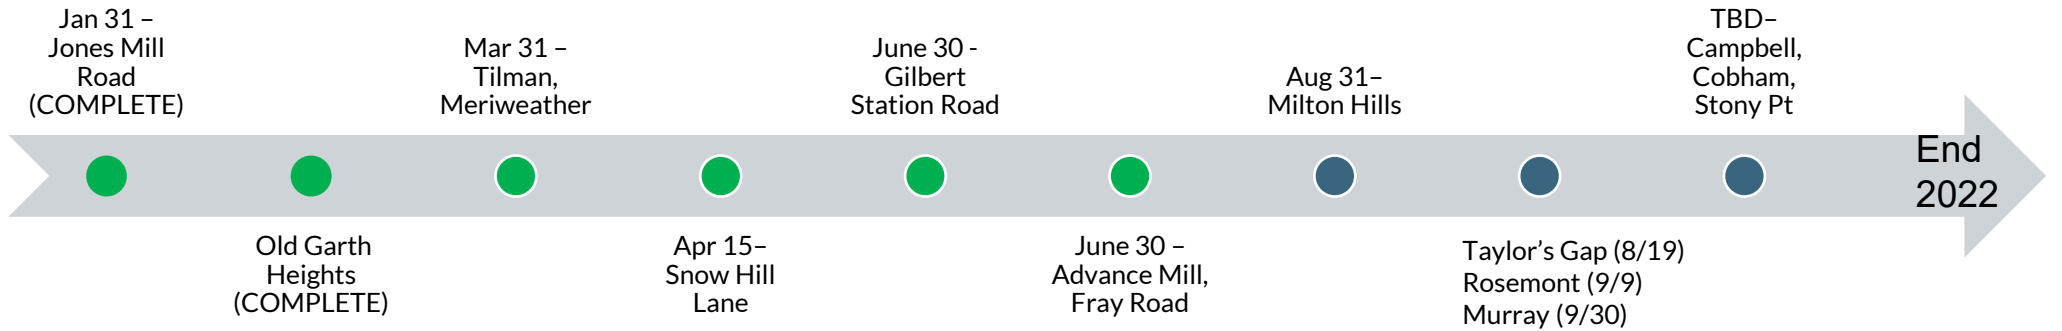 Jan 31 –
Jones Mill
Road
(COMPLETE)
Old Garth
Heights
(COMPLETE)
Mar 31 –
Tilman,
Meriweather
Apr 15–
Snow Hill
Lane
June 30 -
Gilbert
Station Road
June 30 –
Advance Mill,
Fray Road
Aug 31–
Milton Hills
Taylor’s Gap (8/19)
Rosemont (9/9)
Murray (9/30)
TBD–
Campbell,
Cobham,
Stony Pt
End
2022